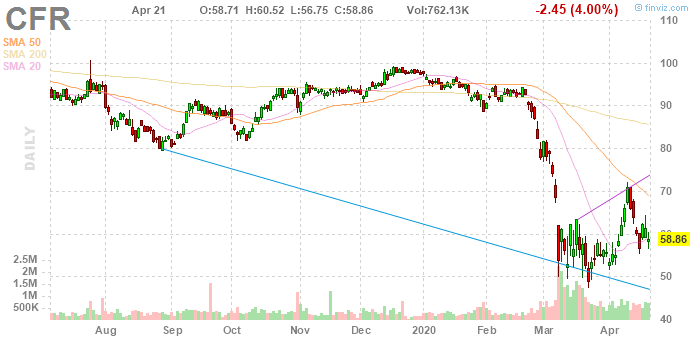 CFR Apr 21 O:58.71 H:60.52 L:56.75 C:58.86 Vol:762.13K -2.45 (4.00%) © finviz.com
SMA 50
SMA 200
SMA 20
DAILY
110
100
90
80
70
60
58.86
50
40
2.5M
2M
1.5M
1M
500K
Aug Sep Oct Nov Dec 2020 Feb Mar Apr